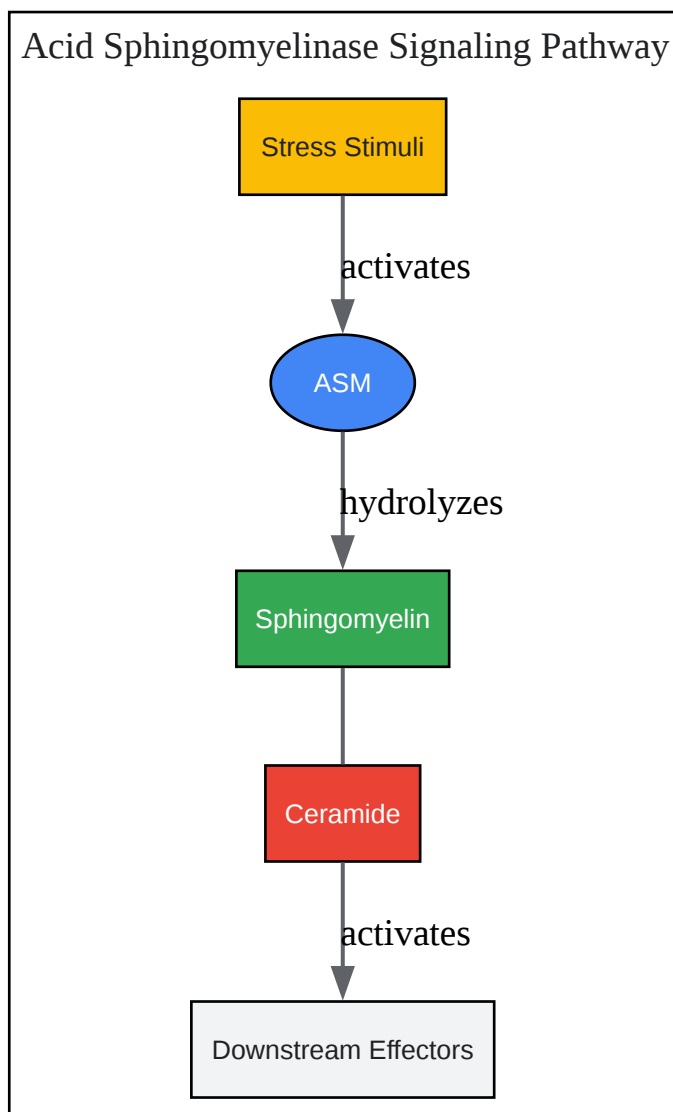 Acid Sphingomyelinase Signaling Pathway
Stress Stimuli
activates
ASM
hydrolyzes
Sphingomyelin
Ceramide
activates
Downstream Effectors